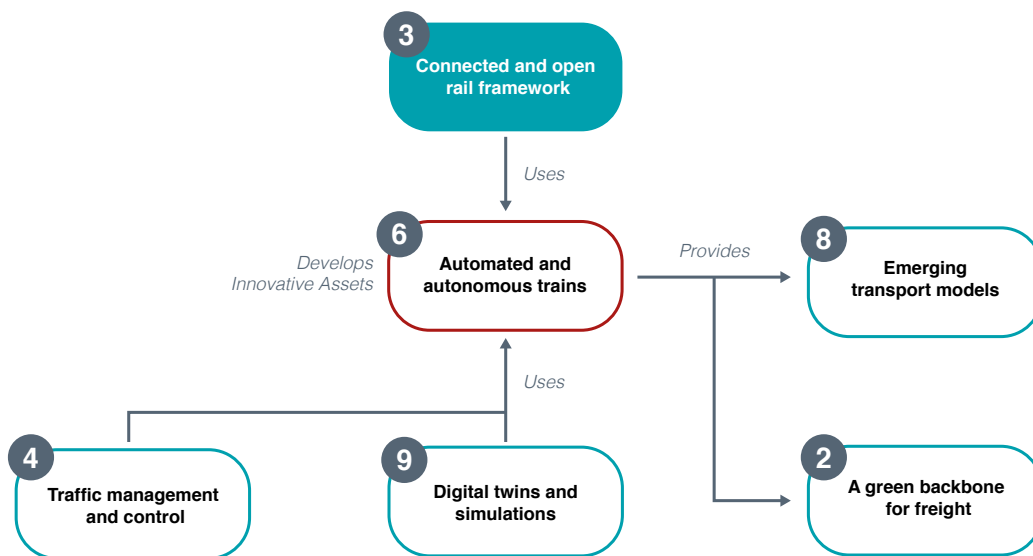 3
Connected and open
rail framework
Uses
6
Automated and
autonomous trains
Develops
Innovative Assets
Provides
8
Emerging
transport models
Uses
4
Traffic management
and control
9
Digital twins and
simulations
2
A green backbone
for freight